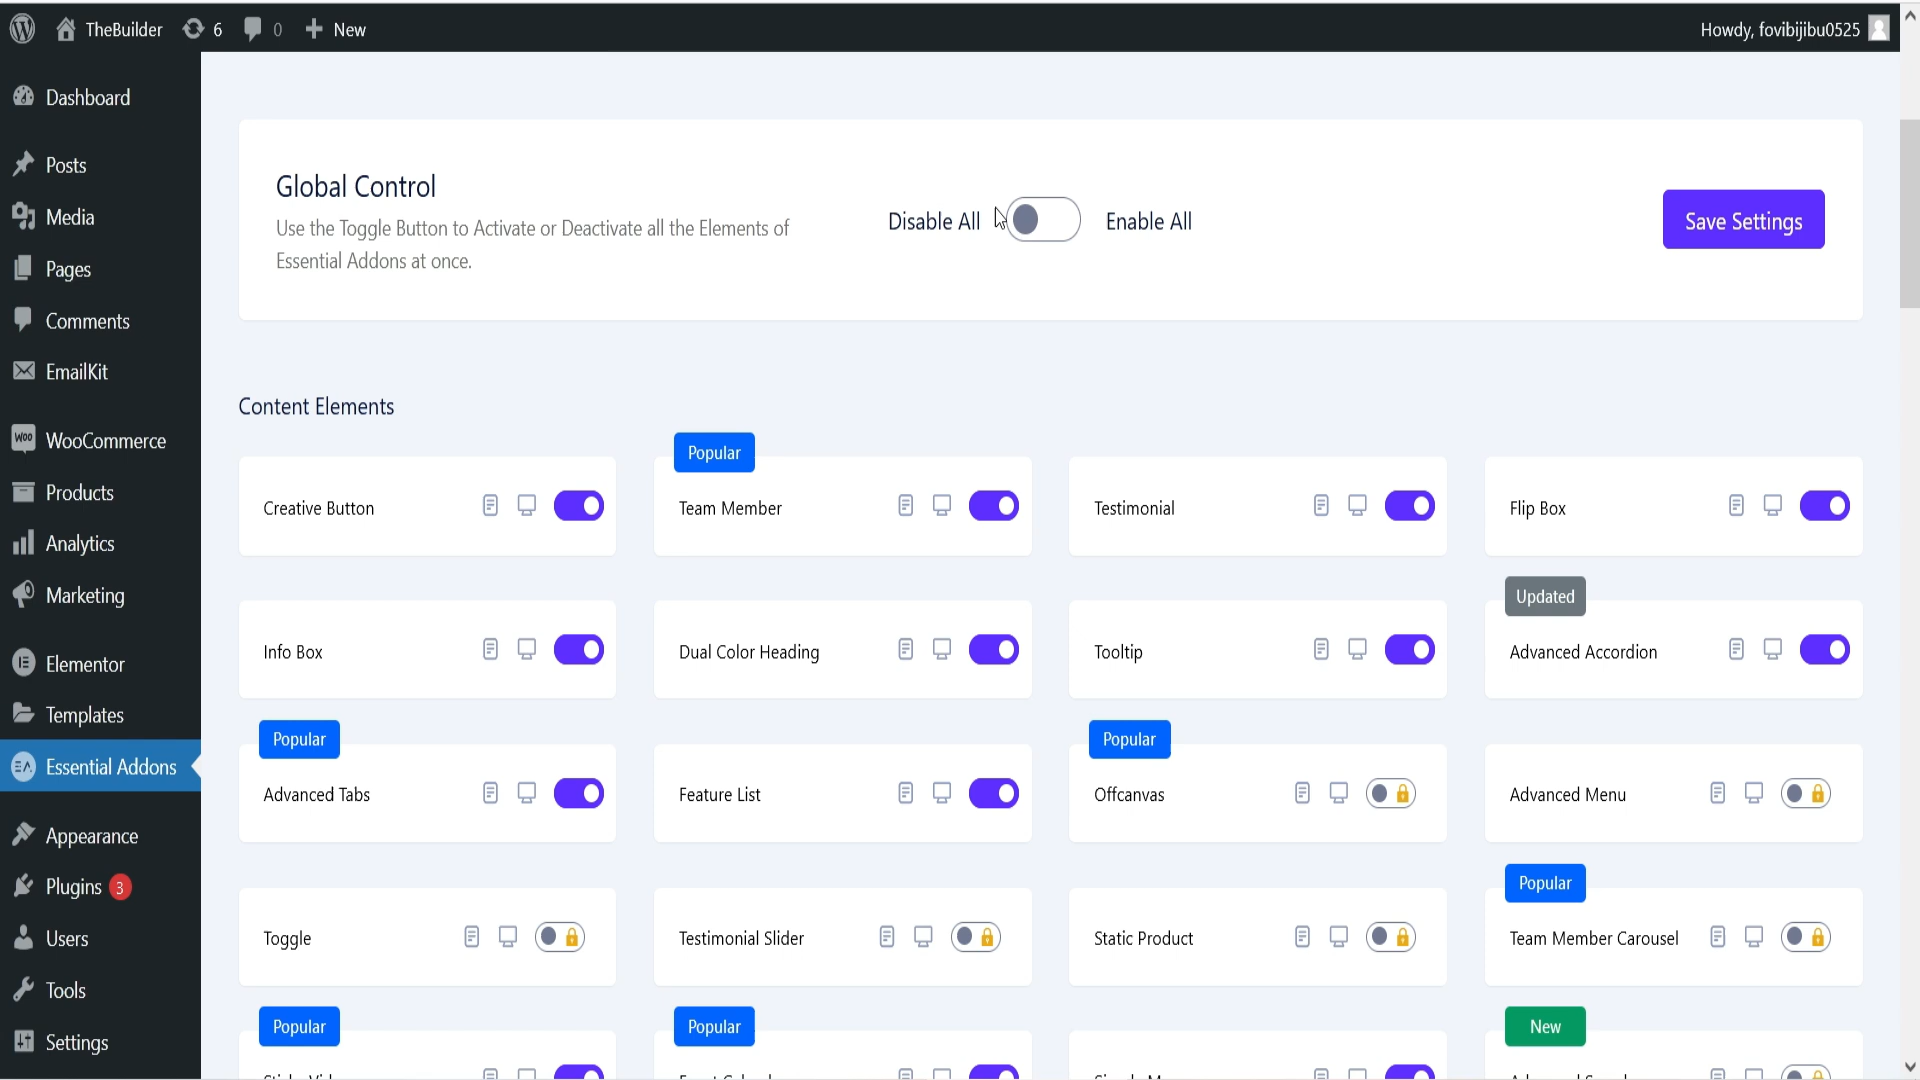 TheBuilder 6 0 New
Howdy, fovibijibu0525
Dashboard
Posts
Media
Pages
Comments
EmailKit
WooCommerce
Products
Analytics
Marketing
Elementor
Templates
Essential Addons
Appearance
Plugins 3
Users
Tools
Settings
Global Control
Use the Toggle Button to Activate or Deactivate all the Elements of
Essential Addons at once.
Disable All
Enable All
Save Settings
Content Elements
Creative Button
Popular
Team Member
Testimonial
Flip Box
Info Box
Dual Color Heading
Tooltip
Updated
Advanced Accordion
Popular
Advanced Tabs
Feature List
Popular
Offcanvas
Advanced Menu
Toggle
Testimonial Slider
Static Product
Popular
Team Member Carousel
Popular
Popular
New